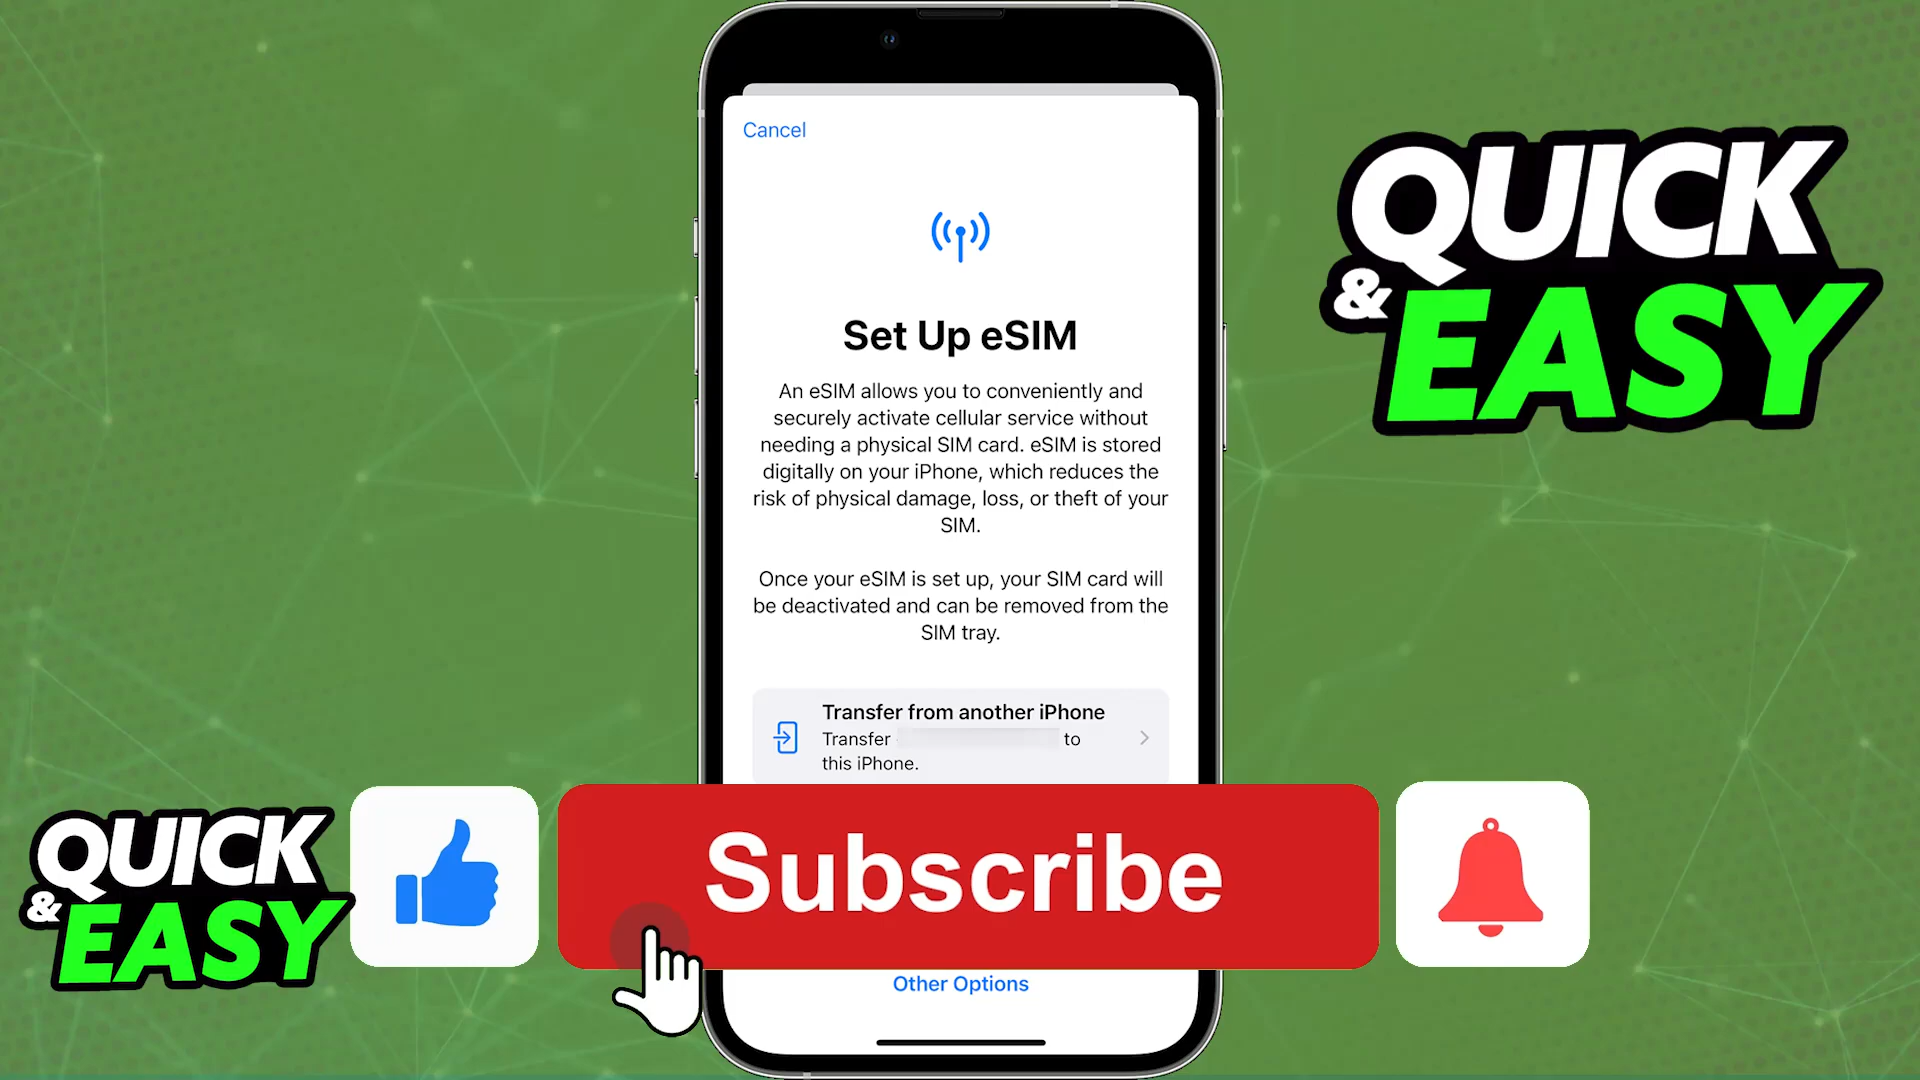 Cancel
QUICK
& EASY
Set Up eSIM
An eSIM allows you to conveniently and
securely activate cellular service without
needing a physical SIM card. eSIM is stored
digitally on your iPhone, which reduces the
risk of physical damage, loss, or theft of your
SIM.
Once your eSIM is set up, your SIM card will
be deactivated and can be removed from the
SIM tray.
Transfer from another iPhone
Transfer to
this iPhone.
QUICK
& EASY
Subscribe
Other Options